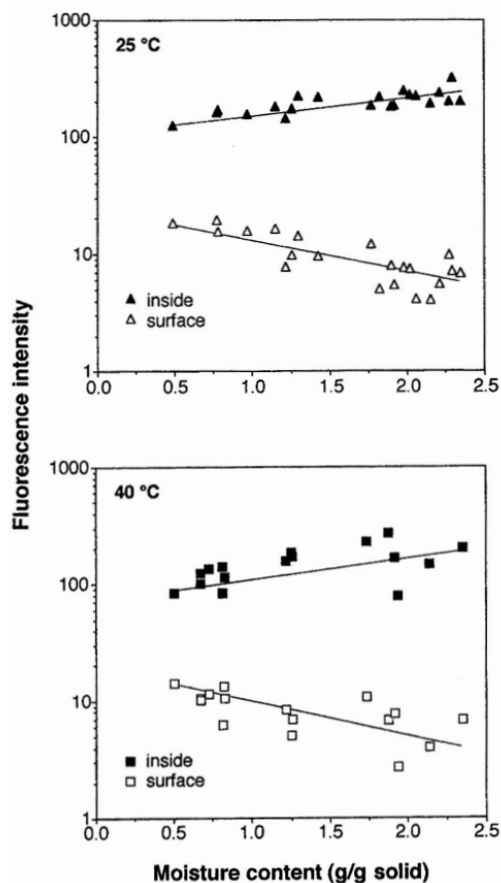 1000
25 °C
100
10
▲ inside
△ surface
1
0.0 0.5 1.0 1.5 2.0 2.5
Fluorescence intensity
1000
40 °C
100
10
■ inside
□ surface
1
0.0 0.5 1.0 1.5 2.0 2.5
Moisture content (g/g solid)